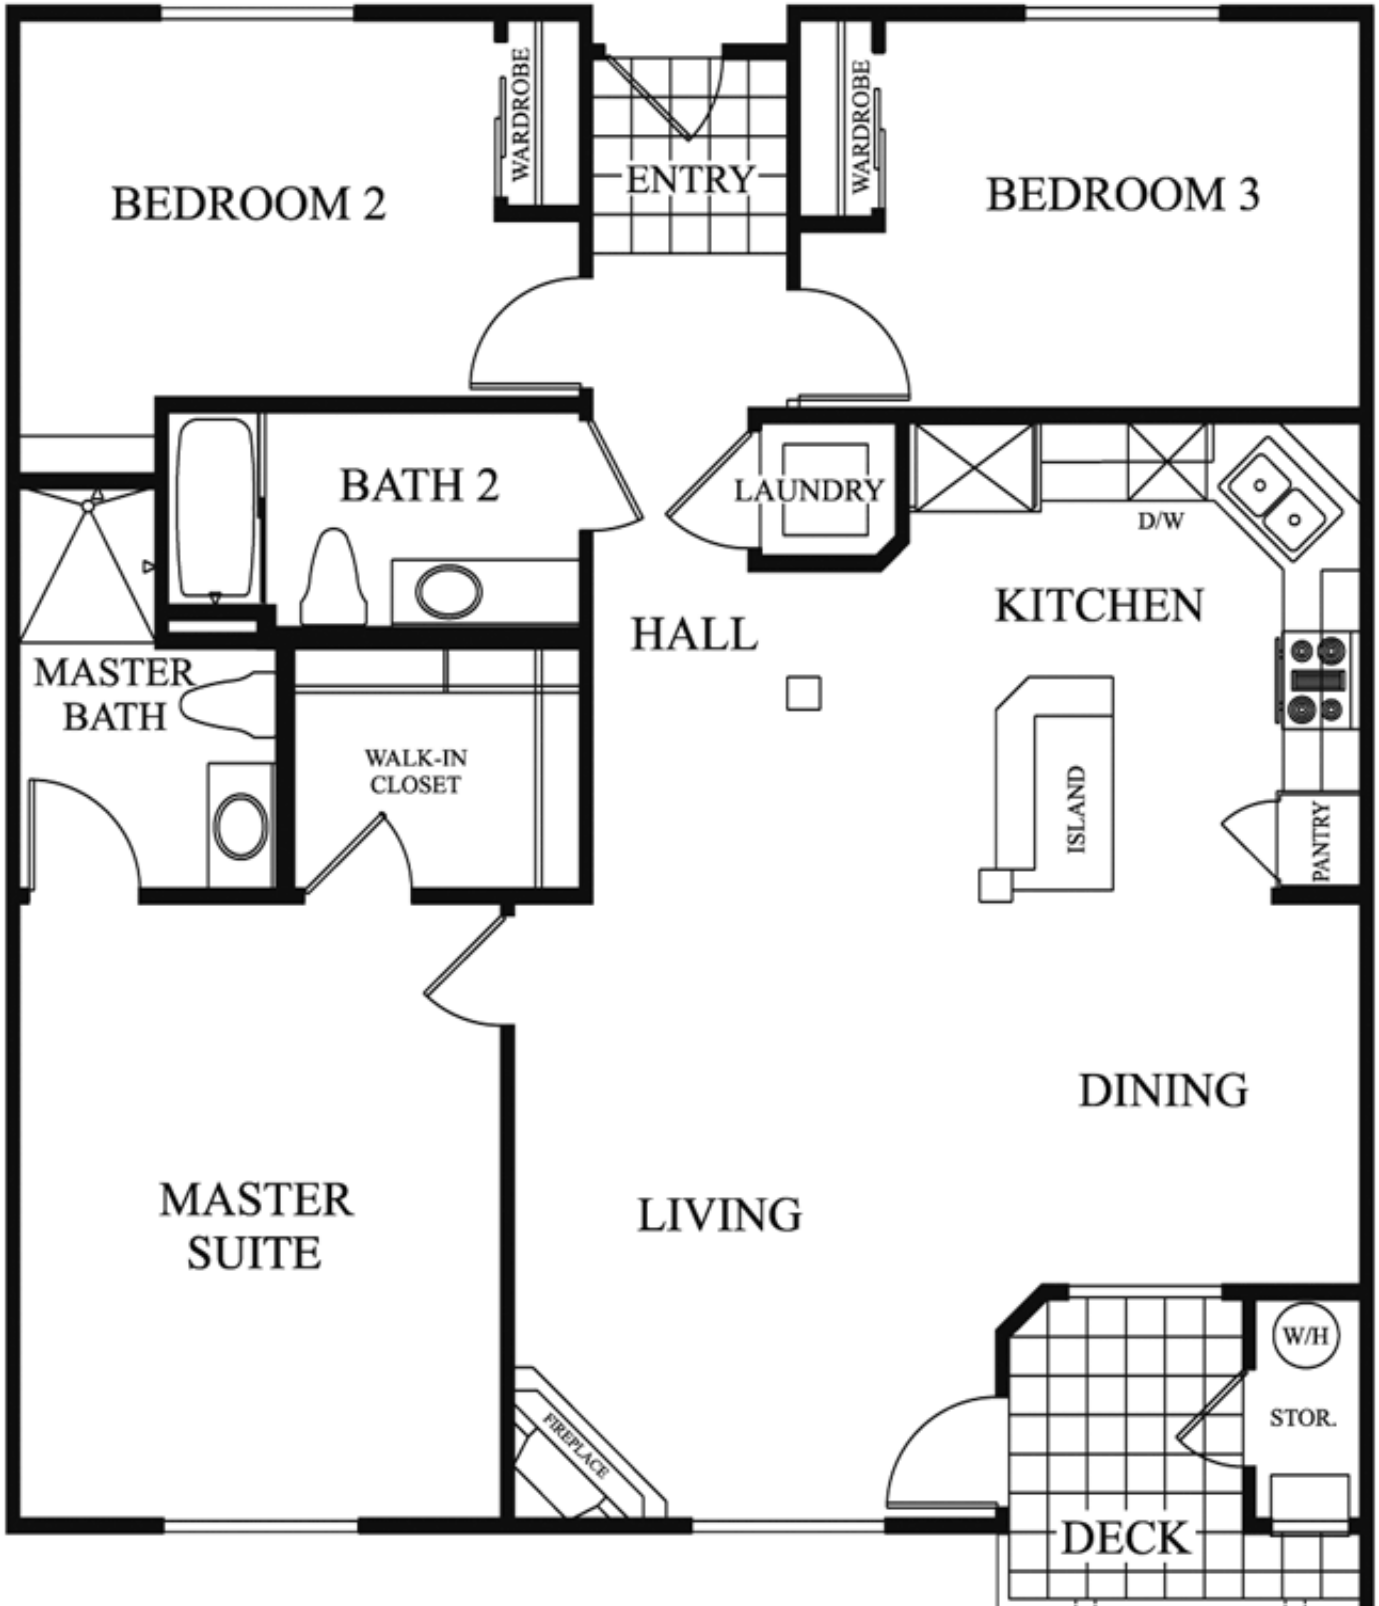 WARDROBE
WARDROBE
ENTRY
BEDROOM 2
BEDROOM 3
BATH 2
LAUNDRY
D/W
KITCHEN
HALL
MASTER
BATH
WALK-IN
CLOSET
ISLAND
PANTRY
DINING
MASTER
SUITE
LIVING
W/H
STOR.
FIREPLACE
DECK